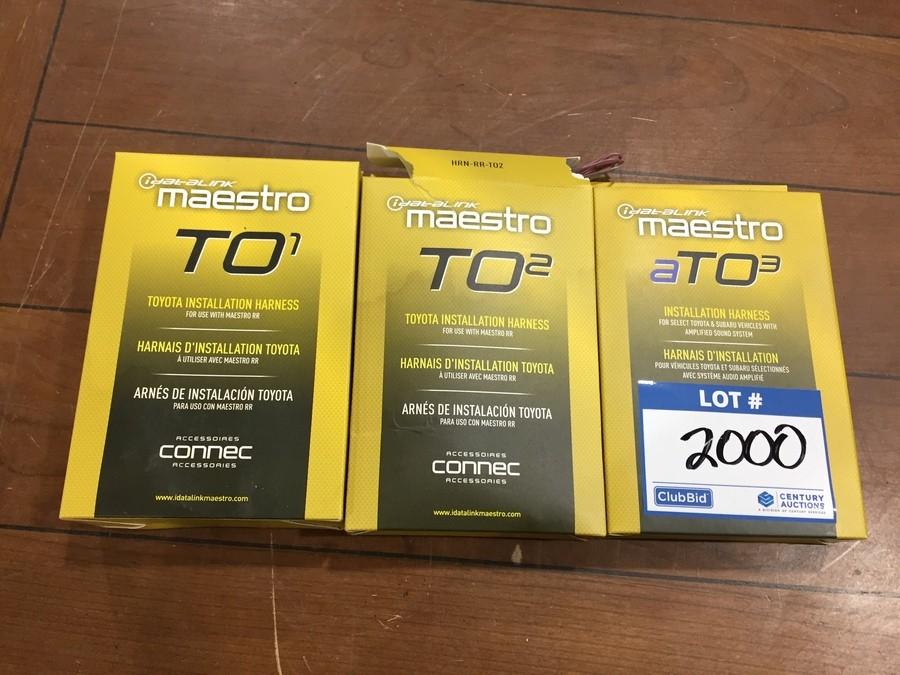 idatalink
maestro
TO1
TOYOTA INSTALLATION HARNESS
FOR USE WITH MAESTRO RR
HARNAIS D'INSTALLATION TOYOTA
À UTILISER AVEC MAESTRO RR
ARNÉS DE INSTALACIÓN TOYOTA
PARA USO CON MAESTRO RR
ACCESSOIRES
connec
ACCESSORIES
www.idatalinkmaestro.com
HRN-RR-TO2
idatalink
maestro
TO2
TOYOTA INSTALLATION HARNESS
FOR USE WITH MAESTRO RR
HARNAIS D'INSTALLATION TOYOTA
À UTILISER AVEC MAESTRO RR
ARNÉS DE INSTALACIÓN TOYOTA
PARA USO CON MAESTRO RR
ACCESSOIRES
connec
ACCESSORIES
www.idatalinkmaestro.com
idatalink
maestro
aTO3
INSTALLATION HARNESS
FOR SELECT TOYOTA & SUBARU VEHICLES WITH
AMPLIFIED SOUND SYSTEM
HARNAIS D'INSTALLATION
POUR VÉHICULES TOYOTA ET SUBARU SÉLECTIONNÉS
AVEC SYSTÈME AUDIO AMPLIFIÉ
LOT #
2000
ClubBid
CENTURY
AUCTIONS
A DIVISION OF CENTURY SERVICES